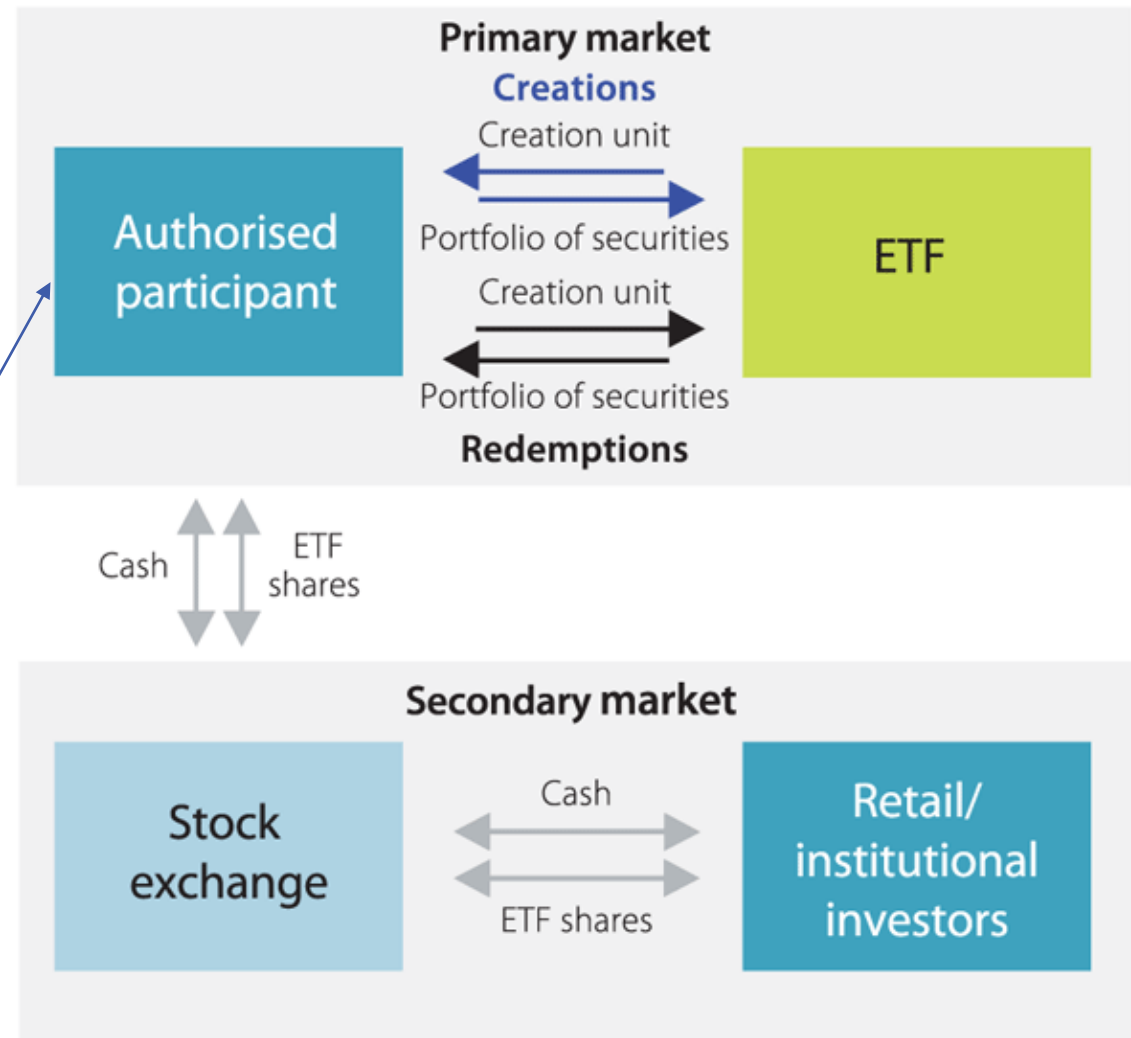 Primary market
Creations
Creation unit
Authorised
participant
Portfolio of securities
ETF
Creation unit
Portfolio of securities
Redemptions
Cash
ETF
shares
Secondary market
Stock
exchange
Cash
ETF shares
Retail/
institutional
investors